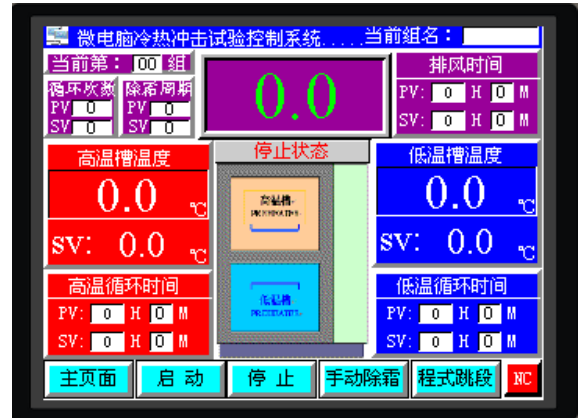 微电脑冷热冲击试验控制系统.....当前组名：
当前第： 00 组
循环次数 除霜周期
PV 0 PV 0
SV 0 SV 0
0.0
排风时间
PV: 0 H 0 M
SV: 0 H 0 M
高温槽温度
0.0 ℃
SV: 0.0 ℃
停止状态
高温槽
低温槽
低温槽温度
0.0 ℃
SV: 0.0 ℃
高温循环时间
PV: 0 H 0 M
SV: 0 H 0 M
低温循环时间
PV: 0 H 0 M
SV: 0 H 0 M
主页面 启 动 停 止 手动除霜 程式跳段 NC